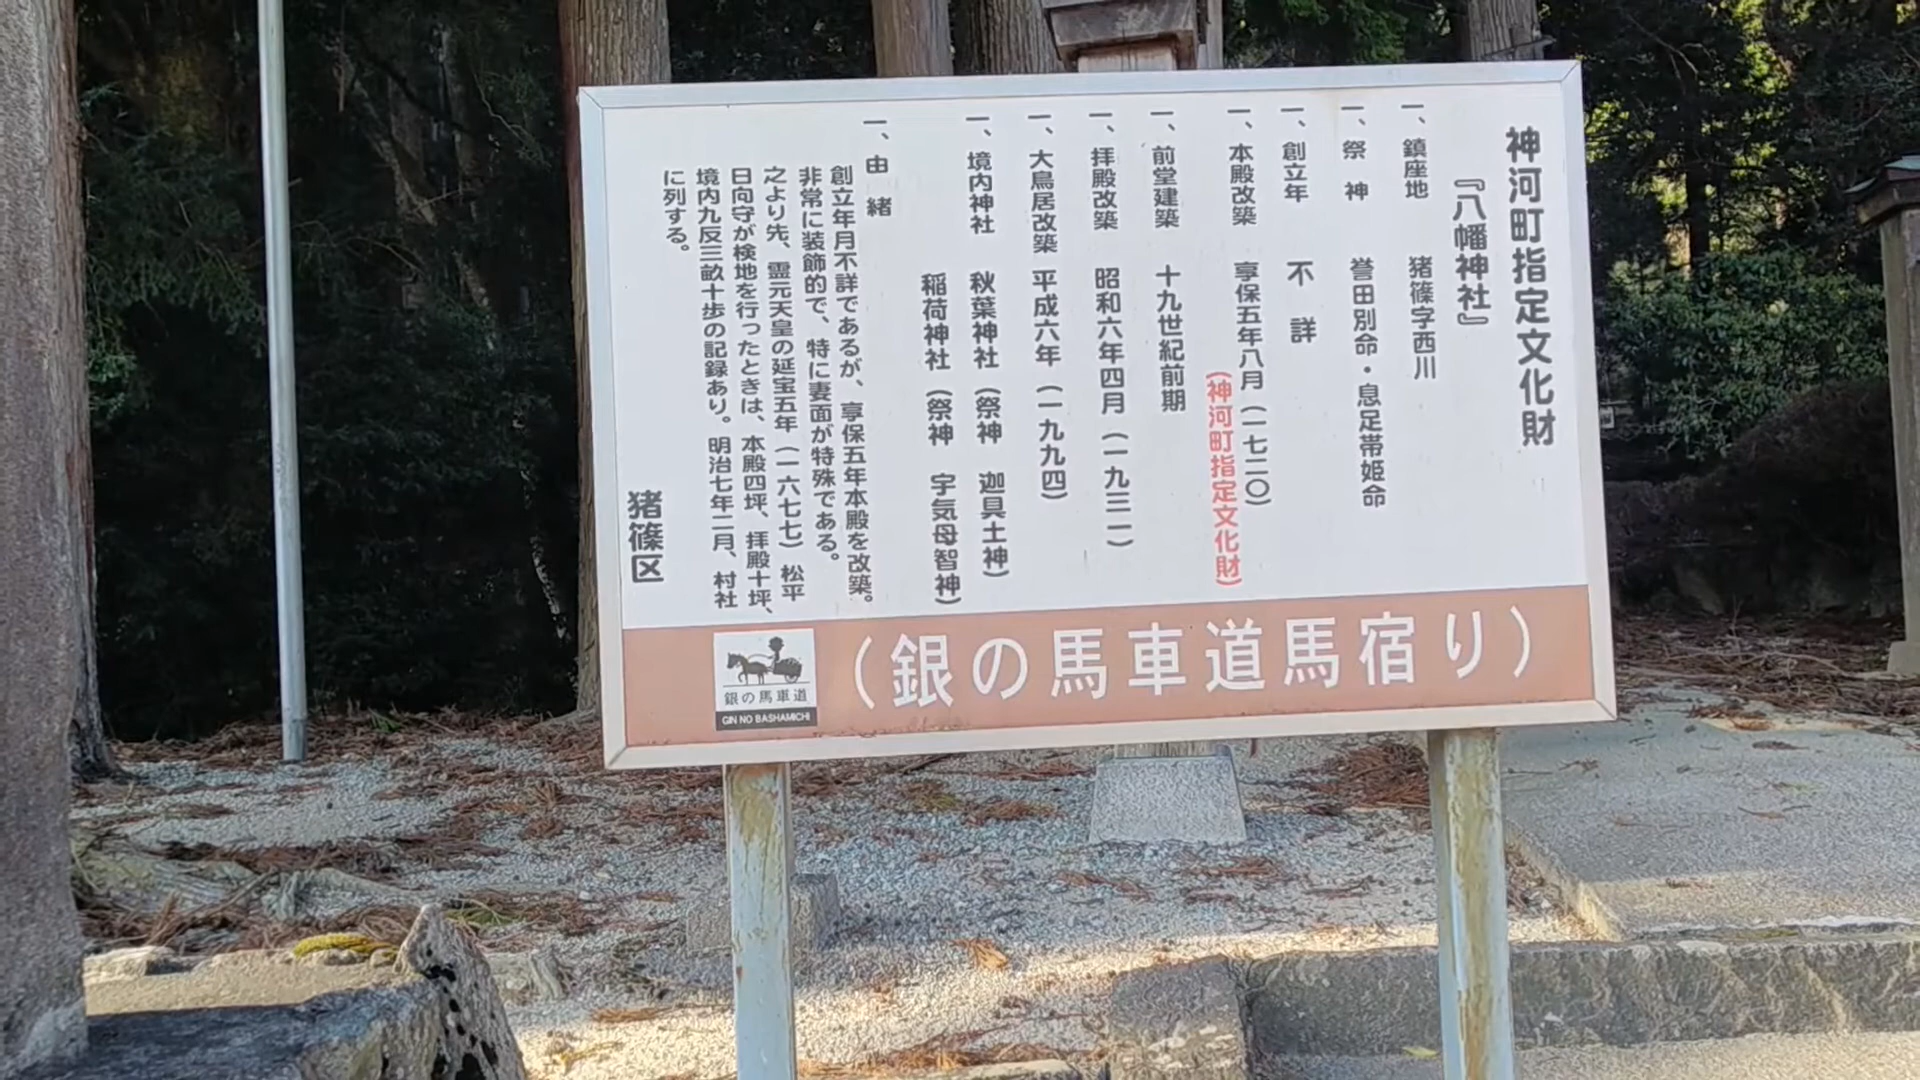 神河町指定文化財
『八幡神社』
一、鎮座地 猪篠字西川
一、祭神 誉田別命・息足帯姫命
一、創立年 不詳
一、本殿改築 享保五年八月(一七二〇)
(神河町指定文化財)
一、前堂建築 十九世紀前期
一、拝殿改築 昭和六年四月(一九三一)
一、大鳥居改築 平成六年(一九九四)
一、境内神社 秋葉神社(祭神 迦具土神)
稲荷神社(祭神 宇気母智神)
一、由緒
創立年月不詳であるが、享保五年本殿を改築。
非常に装飾的で、特に妻面が特殊である。
之より先、霊元天皇の延宝五年(一六七七)松平
日向守が検地を行ったときは、本殿四坪、拝殿十坪、
境内九反三畝十歩の記録あり。明治七年二月、村社
に列する。
猪篠区
(銀の馬車道馬宿り)
銀の馬車道
GIN NO BASHAMICHI